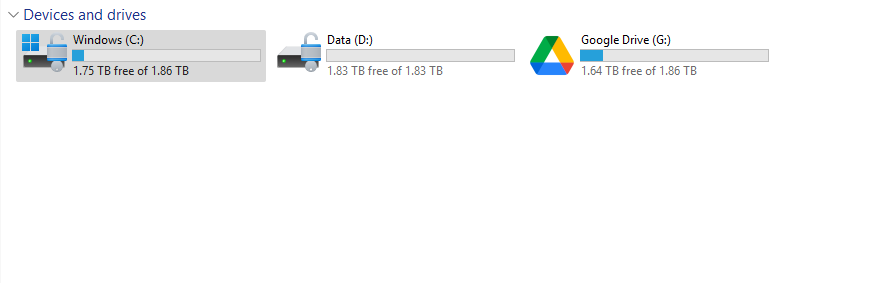 Devices and drives
Windows (C:)
1.75 TB free of 1.86 TB
Data (D:)
1.83 TB free of 1.83 TB
Google Drive (G:)
1.64 TB free of 1.86 TB